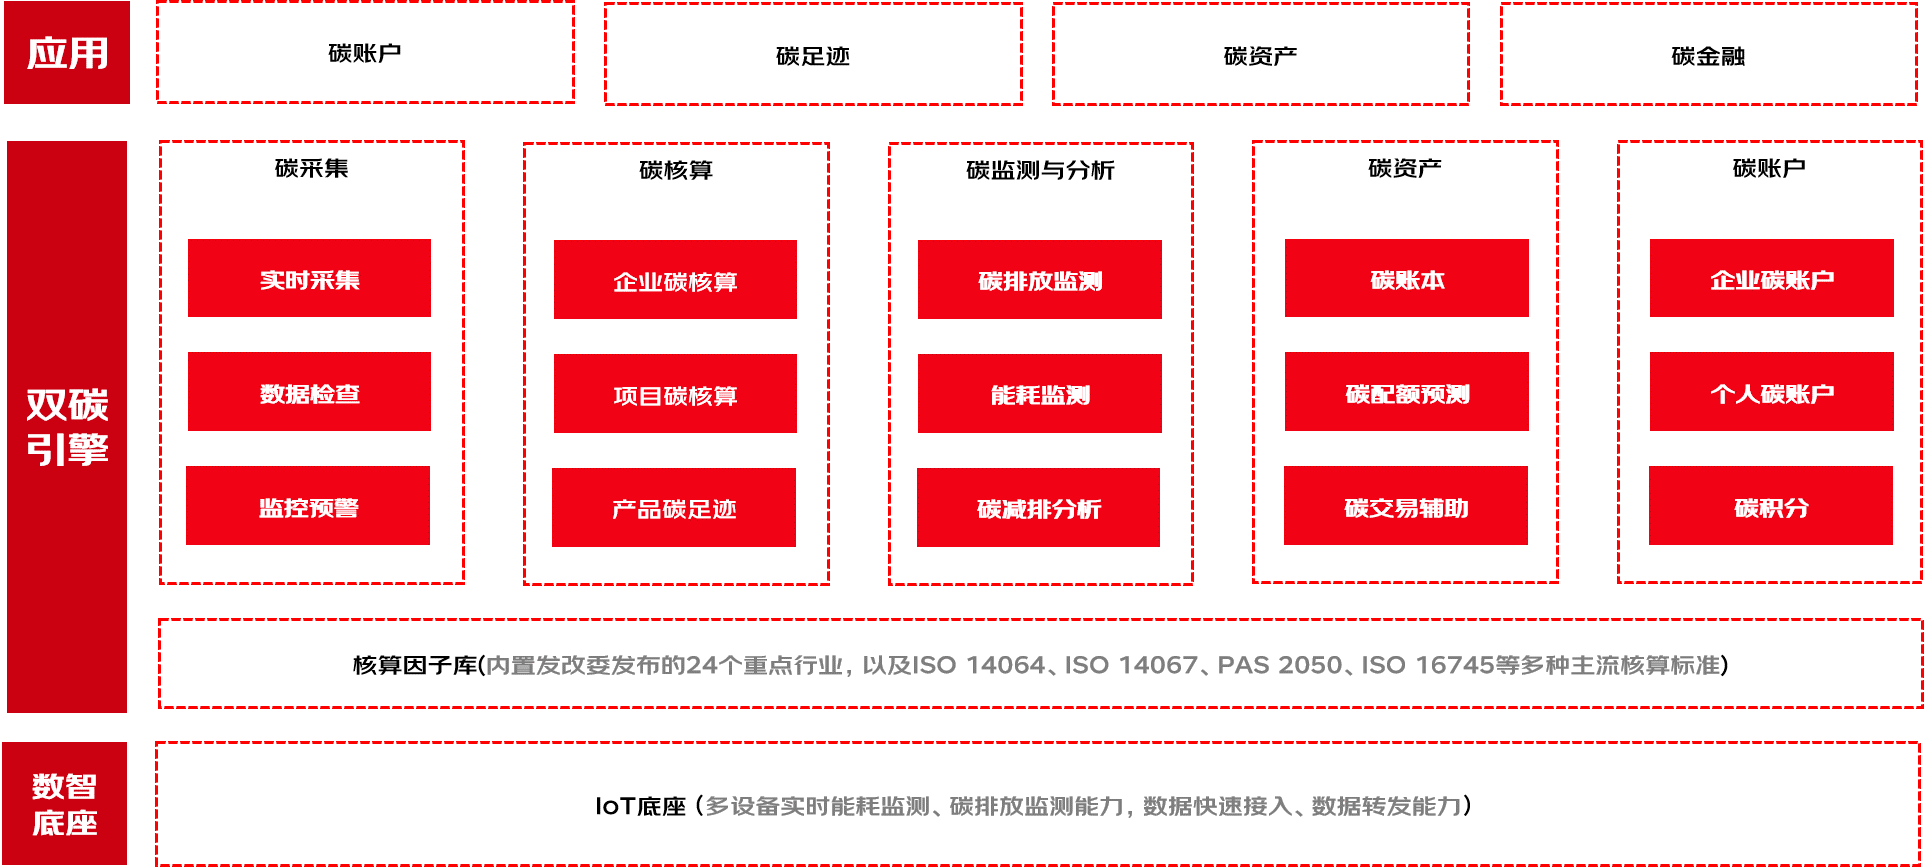 应用
碳账户
碳足迹
碳资产
碳金融
双碳
引擎
碳采集
实时采集
数据检查
监控预警
碳核算
企业碳核算
项目碳核算
产品碳足迹
碳监测与分析
碳排放监测
能耗监测
碳减排分析
碳资产
碳账本
碳配额预测
碳交易辅助
碳账户
企业碳账户
个人碳账户
碳积分
核算因子库(内置发改委发布的24个重点行业，以及ISO 14064、ISO 14067、PAS 2050、ISO 16745等多种主流核算标准)
数智
底座
IoT底座（多设备实时能耗监测、碳排放监测能力，数据快速接入、数据转发能力）